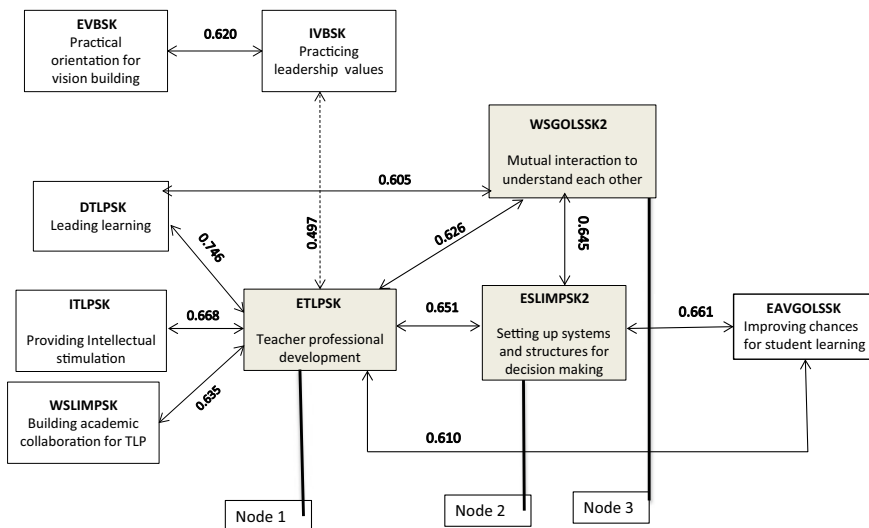 EVBSK
Practical
orientation for
vision building
0.620
IVBSK
Practicing
leadership values
WSGOLSSK2
Mutual interaction to
understand each other
0.605
DTLPSK
Leading learning
0.746
0.497
0.626
0.645
ITLPSK
Providing Intellectual
stimulation
0.668
ETLPSK
Teacher professional
development
0.651
ESLIMPSK2
Setting up systems
and structures for
decision making
0.661
EAVGOLSSK
Improving chances
for student learning
WSLIMPSK
Building academic
collaboration for TLP
0.635
0.610
Node 1
Node 2
Node 3